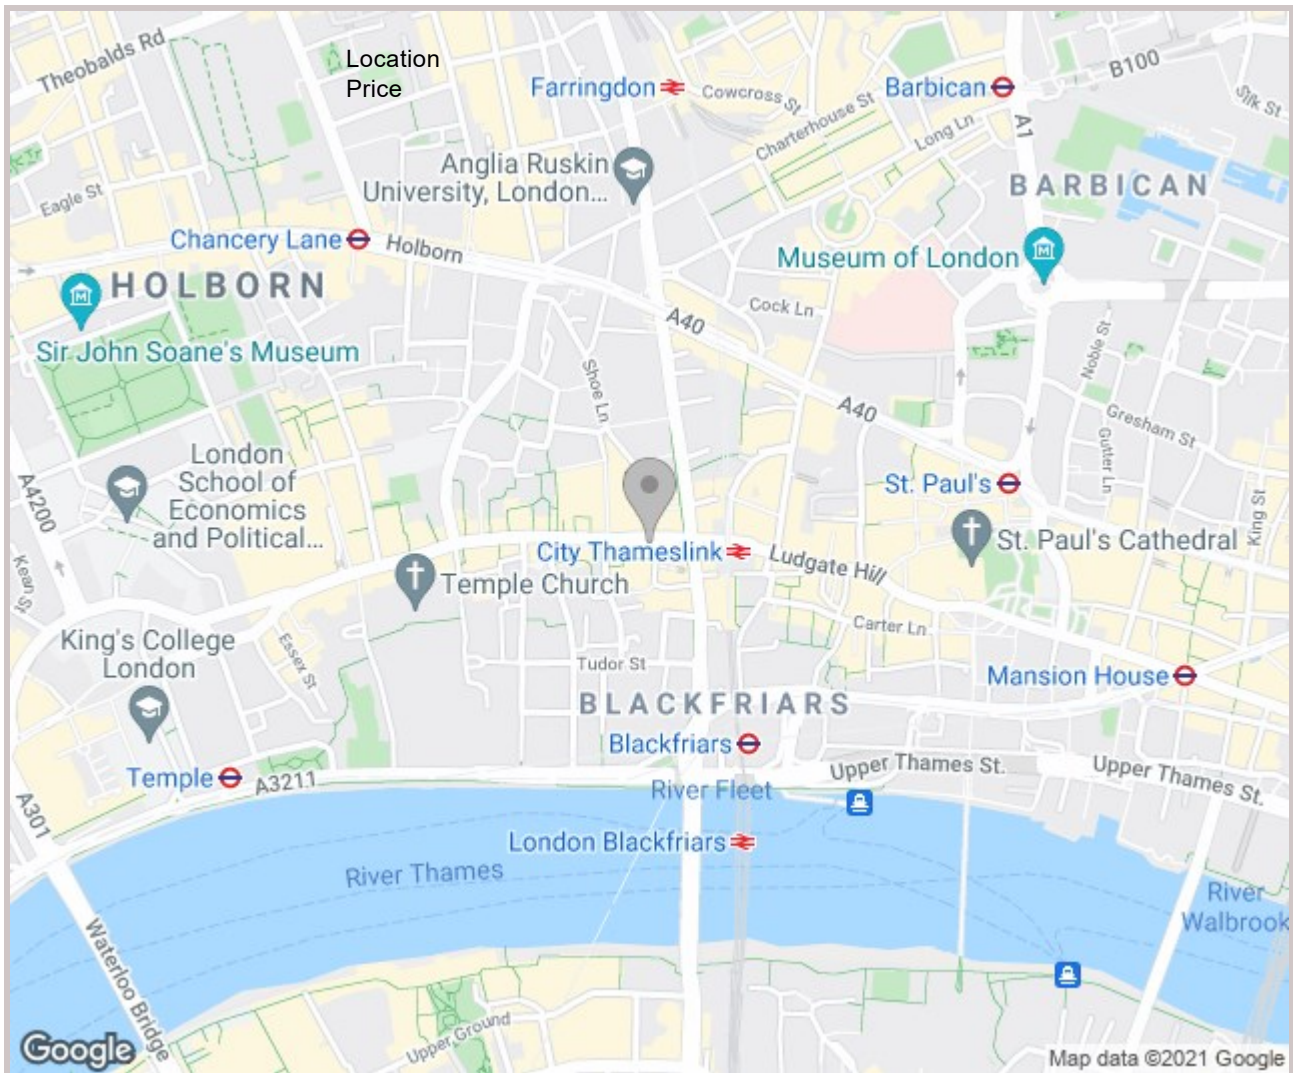 Theobalds Rd
Location
Price
Farringdon
Cowcross St
Barbican
B100
Silk St
A1
Charterhouse St
Long Ln
Anglia Ruskin
University, London...
BARBICAN
Eagle St
Chancery Lane
Holborn
Museum of London
HOLBORN
Cock Ln
A40
Sir John Soane's Museum
Noble St
Shoe Ln
A40
Gresham St
Gutter Ln
London
School of
Economics
and Political...
A4200
St. Paul's
King St
St. Paul's Cathedral
City Thameslink
Ludgate Hill
Temple Church
Kean St
Carter Ln
King's College
London
Essex St
Tudor St
Mansion House
BLACKFRIARS
Blackfriars
Temple
A3211
Upper Thames St.
Upper Thames St.
River Fleet
A301
London Blackfriars
River Thames
River
Walbrook
Waterloo Bridge
Upper Ground
Google
Map data ©2021 Google